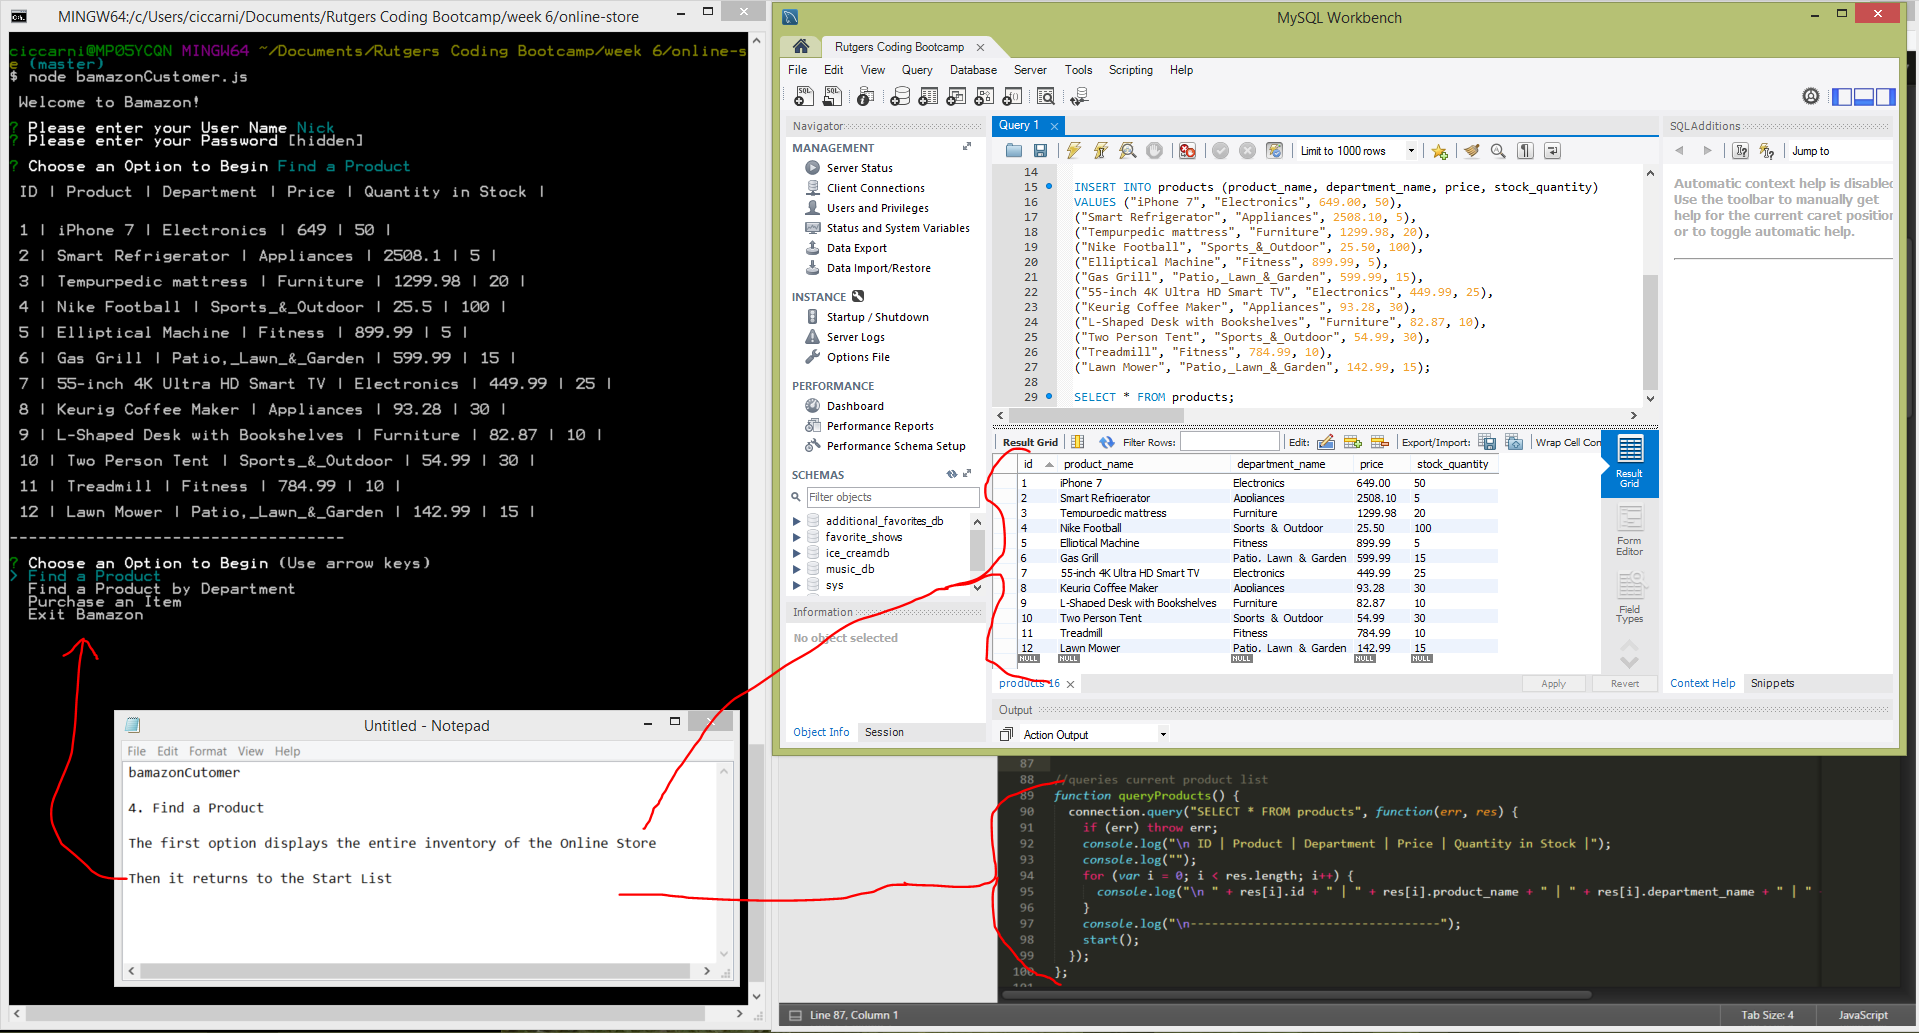 MINGW64:/c/Users/ciccarni/Documents/Rutgers Coding Bootcamp/week 6/online-store
ciccarni@MP05YCQN MINGW64 ~/Documents/Rutgers Coding Bootcamp/week 6/online-s
e (master)
$ node bamazonCustomer.js
Welcome to Bamazon!
? Please enter your User Name Nick
? Please enter your Password [hidden]
? Choose an Option to Begin Find a Product
ID | Product | Department | Price | Quantity in Stock |
1 | iPhone 7 | Electronics | 649 | 50 |
2 | Smart Refrigerator | Appliances | 2508.1 | 5 |
3 | Tempurpedic mattress | Furniture | 1299.98 | 20 |
4 | Nike Football | Sports_&_Outdoor | 25.5 | 100 |
5 | Elliptical Machine | Fitness | 899.99 | 5 |
6 | Gas Grill | Patio,_Lawn_&_Garden | 599.99 | 15 |
7 | 55-inch 4K Ultra HD Smart TV | Electronics | 449.99 | 25 |
8 | Keurig Coffee Maker | Appliances | 93.28 | 30 |
9 | L-Shaped Desk with Bookshelves | Furniture | 82.87 | 10 |
10 | Two Person Tent | Sports_&_Outdoor | 54.99 | 30 |
11 | Treadmill | Fitness | 784.99 | 10 |
12 | Lawn Mower | Patio,_Lawn_&_Garden | 142.99 | 15 |
-----------------------------------
? Choose an Option to Begin (Use arrow keys)
> Find a Product
Find a Product by Department
Purchase an Item
Exit Bamazon
Untitled - Notepad
File Edit Format View Help
bamazonCutomer
4. Find a Product
The first option displays the entire inventory of the Online Store
Then it returns to the Start List
MySQL Workbench
Rutgers Coding Bootcamp
File Edit View Query Database Server Tools Scripting Help
Navigator
MANAGEMENT
Server Status
Client Connections
Users and Privileges
Status and System Variables
Data Export
Data Import/Restore
INSTANCE
Startup / Shutdown
Server Logs
Options File
PERFORMANCE
Dashboard
Performance Reports
Performance Schema Setup
SCHEMAS
Filter objects
additional_favorites_db
favorite_shows
ice_creamdb
music_db
sys
Information
No object selected
Object Info Session
Query 1
Limit to 1000 rows
14
15 INSERT INTO products (product_name, department_name, price, stock_quantity)
16 VALUES ("iPhone 7", "Electronics", 649.00, 50),
17 ("Smart Refrigerator", "Appliances", 2508.10, 5),
18 ("Tempurpedic mattress", "Furniture", 1299.98, 20),
19 ("Nike Football", "Sports_&_Outdoor", 25.50, 100),
20 ("Elliptical Machine", "Fitness", 899.99, 5),
21 ("Gas Grill", "Patio,_Lawn_&_Garden", 599.99, 15),
22 ("55-inch 4K Ultra HD Smart TV", "Electronics", 449.99, 25),
23 ("Keurig Coffee Maker", "Appliances", 93.28, 30),
24 ("L-Shaped Desk with Bookshelves", "Furniture", 82.87, 10),
25 ("Two Person Tent", "Sports_&_Outdoor", 54.99, 30),
26 ("Treadmill", "Fitness", 784.99, 10),
27 ("Lawn Mower", "Patio,_Lawn_&_Garden", 142.99, 15);
28
29 SELECT * FROM products;
Result Grid Filter Rows: Edit: Export/Import: Wrap Cell Con
id product_name department_name price stock_quantity
1 iPhone 7 Electronics 649.00 50
2 Smart Refrigerator Appliances 2508.10 5
3 Tempurpedic mattress Furniture 1299.98 20
4 Nike Football Sports_&_Outdoor 25.50 100
5 Elliptical Machine Fitness 899.99 5
6 Gas Grill Patio,_Lawn_&_Garden 599.99 15
7 55-inch 4K Ultra HD Smart TV Electronics 449.99 25
8 Keurig Coffee Maker Appliances 93.28 30
9 L-Shaped Desk with Bookshelves Furniture 82.87 10
10 Two Person Tent Sports_&_Outdoor 54.99 30
11 Treadmill Fitness 784.99 10
12 Lawn Mower Patio,_Lawn_&_Garden 142.99 15
NULL NULL NULL NULL NULL
Result Grid
Form Editor
Field Types
products 16
Apply Revert
Output
Action Output
SQLAdditions
Jump to
Automatic context help is disabled
Use the toolbar to manually get
help for the current caret position
or to toggle automatic help.
Context Help Snippets
87
88 //queries current product list
89 function queryProducts() {
90 connection.query("SELECT * FROM products", function(err, res) {
91 if (err) throw err;
92 console.log("\n ID | Product | Department | Price | Quantity in Stock |");
93 console.log("");
94 for (var i = 0; i < res.length; i++) {
95 console.log("\n " + res[i].id + " | " + res[i].product_name + " | " + res[i].department_name + " | "
96 }
97 console.log("\n-----------------------------------");
98 start();
99 });
100 };
Line 87, Column 1
Tab Size: 4 JavaScript